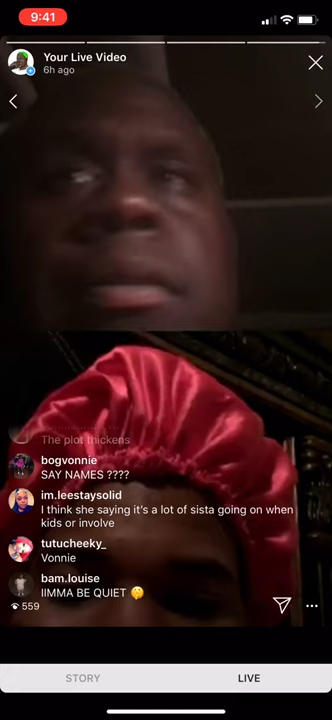 9:41
Your Live Video
6h ago
The plot thickens
bogvonnie
SAY NAMES ????
im.leestaysolid
I think she saying it's a lot of sista going on when
kids or involve
tutucheeky_
Vonnie
bam.louise
IIMMA BE QUIET 🤫
559
STORY
LIVE